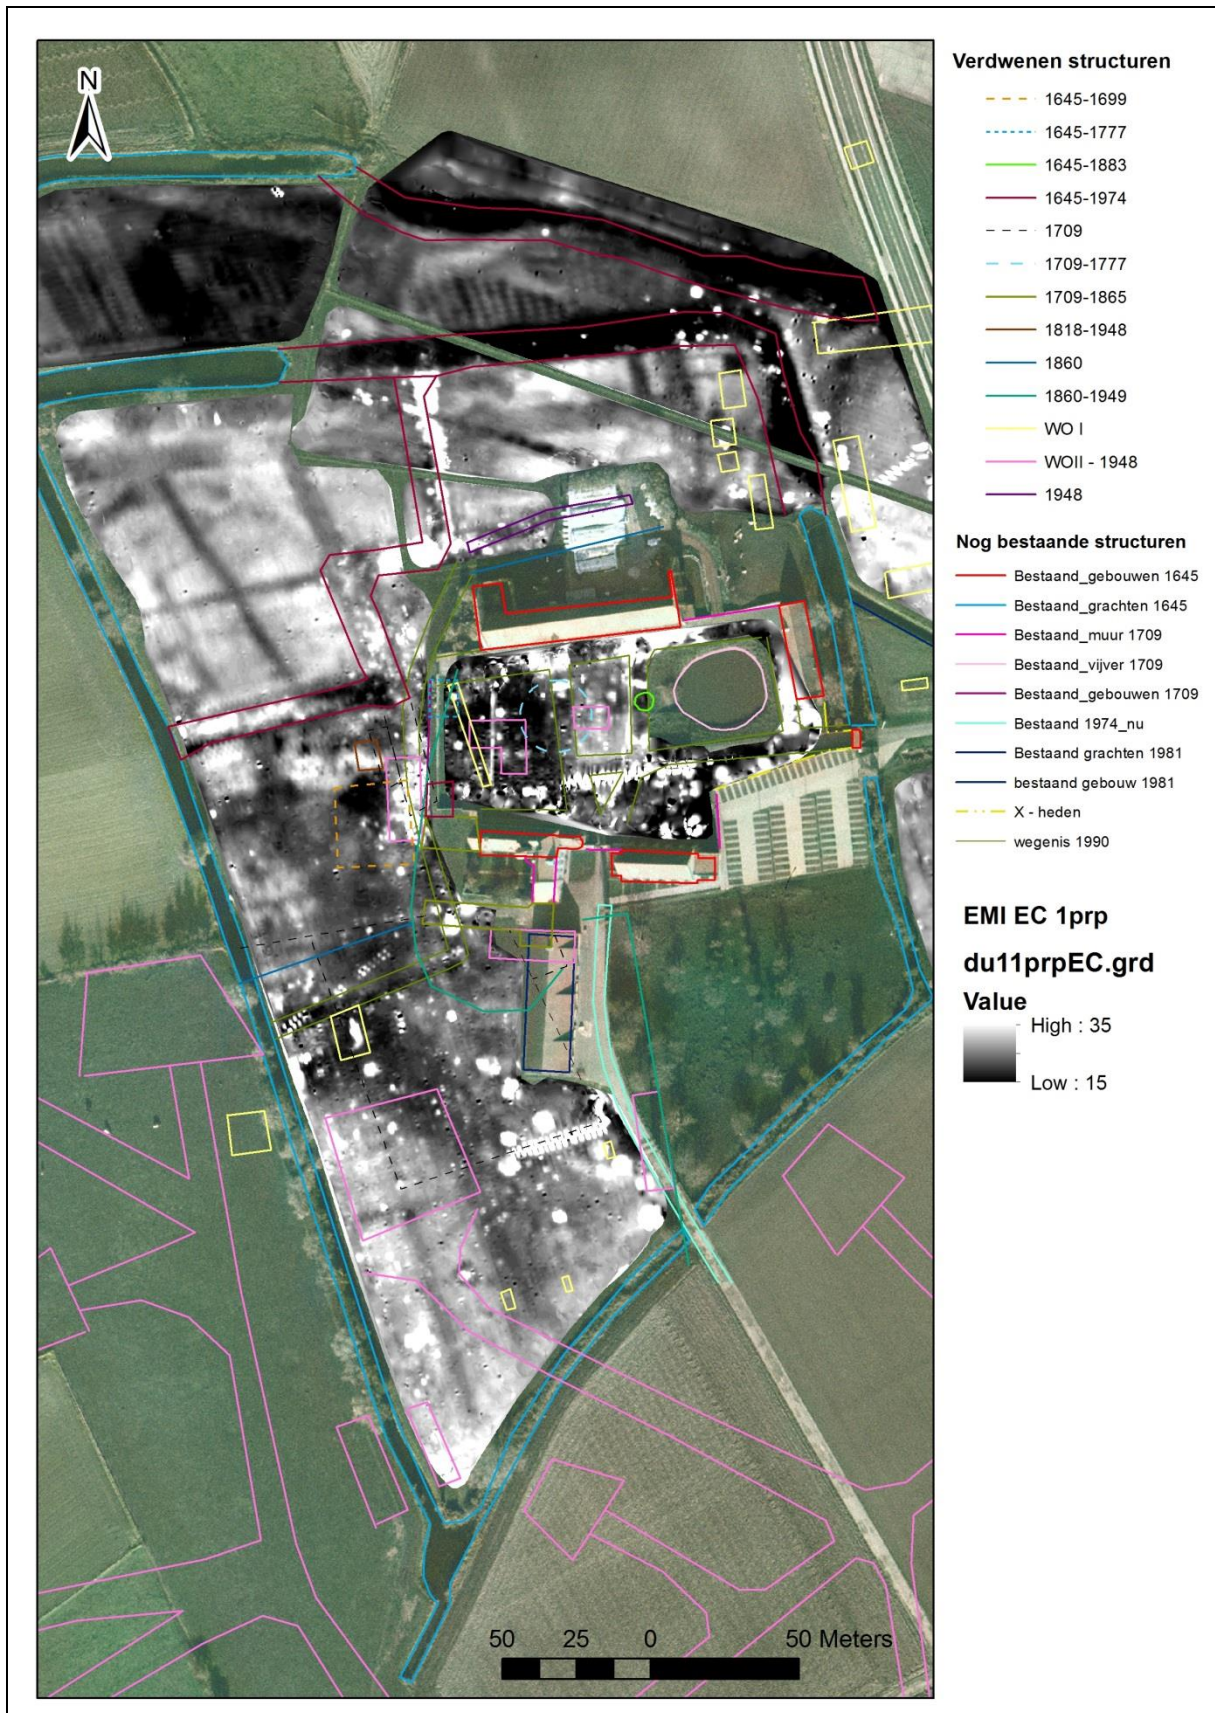 N
Verdwenen structuren
1645-1699
1645-1777
1645-1883
1645-1974
1709
1709-1777
1709-1865
1818-1948
1860
1860-1949
WO I
WOII - 1948
1948
Nog bestaande structuren
Bestaand_gebouwen 1645
Bestaand_grachten 1645
Bestaand_muur 1709
Bestaand_vijver 1709
Bestaand_gebouwen 1709
Bestaand 1974_nu
Bestaand grachten 1981
bestaand gebouw 1981
X - heden
wegenis 1990
EMI EC 1prp
du11prpEC.grd
Value
High : 35
Low : 15
50 25 0 50 Meters